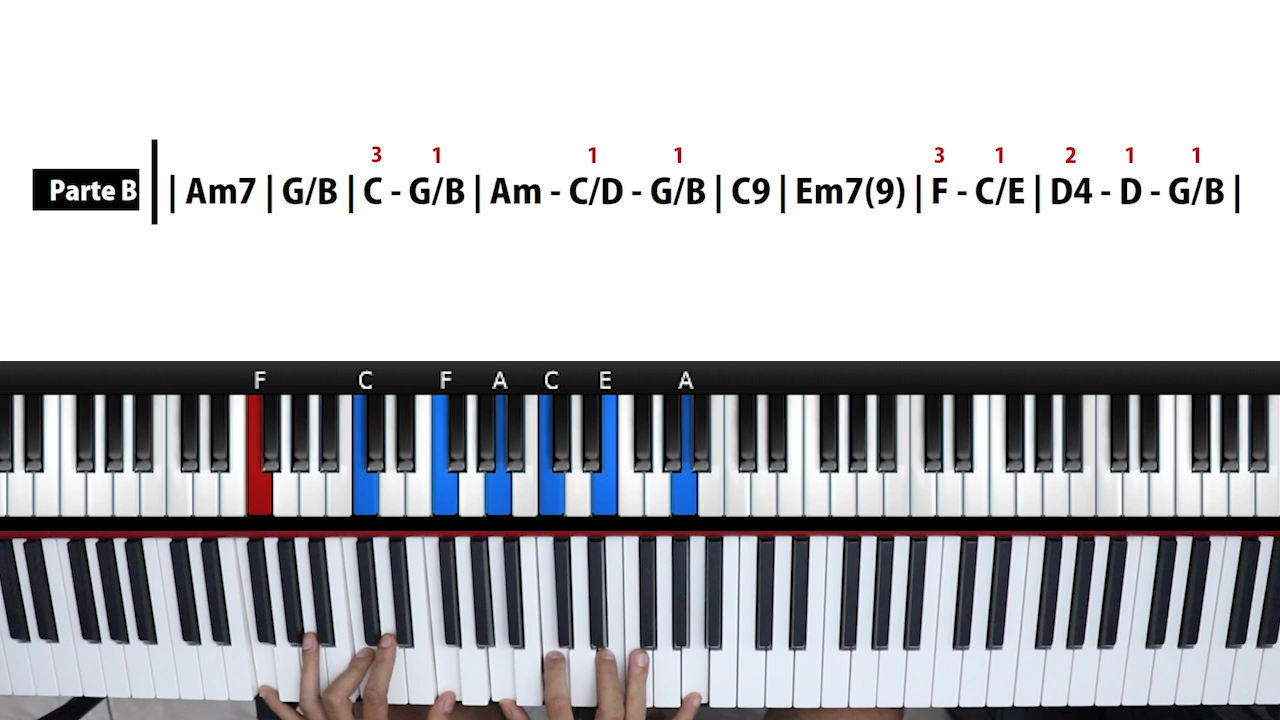 3 1 1 1 3 1 2 1 1
Parte B | Am7 | G/B | C - G/B | Am - C/D - G/B | C9 | Em7(9) | F - C/E | D4 - D - G/B |
F C F A C E A